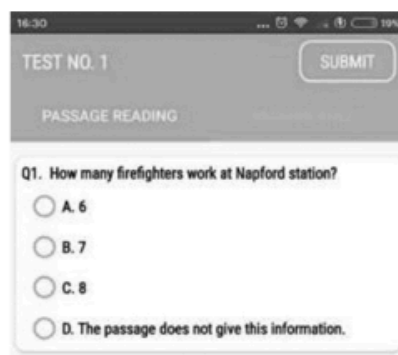 16:30 ... 19%
TEST NO. 1 SUBMIT
PASSAGE READING
Q1. How many firefighters work at Napford station?
A. 6
B. 7
C. 8
D. The passage does not give this information.